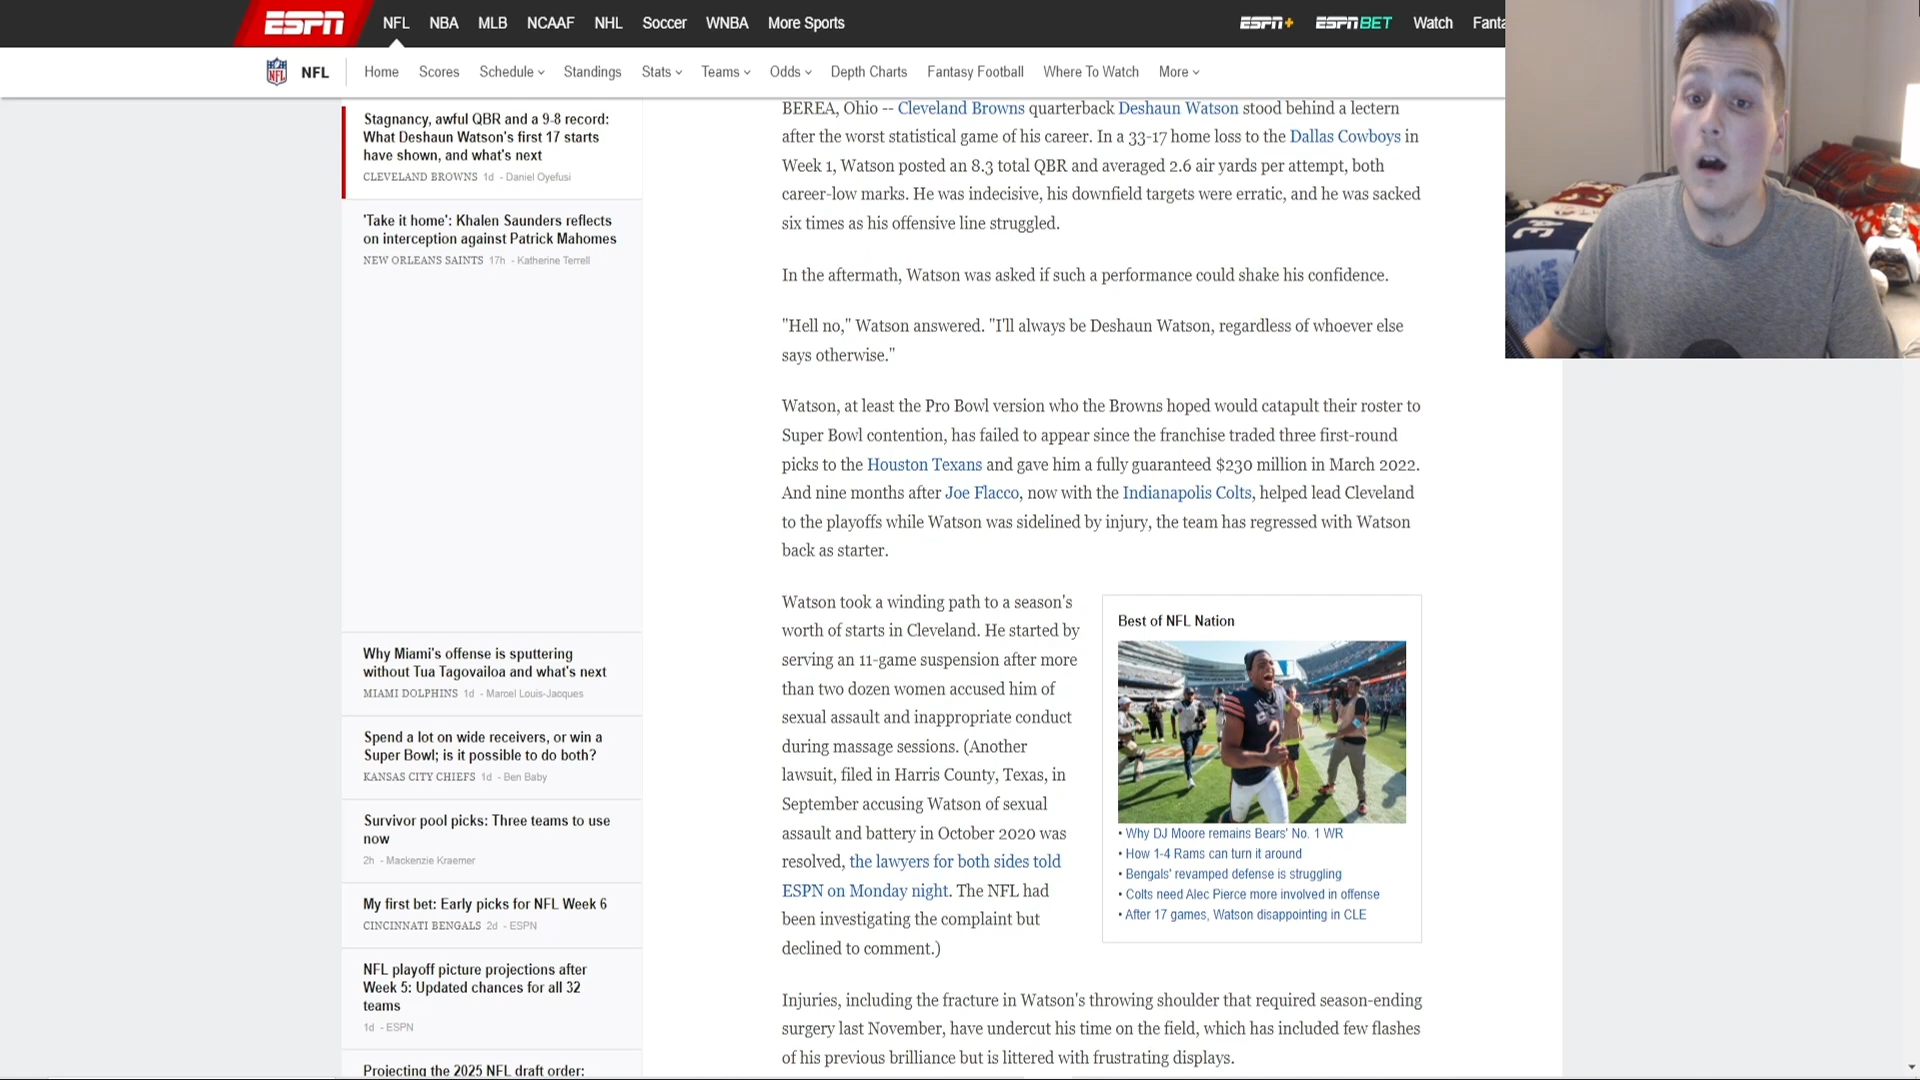 ESPN
NFL NBA MLB NCAAF NHL Soccer WNBA More Sports
ESPN+ ESPN BET Watch Fanta
NFL Home Scores Schedule Standings Stats Teams Odds Depth Charts Fantasy Football Where To Watch More
Stagnancy, awful QBR and a 9-8 record:
What Deshaun Watson's first 17 starts
have shown, and what's next
CLEVELAND BROWNS 1d - Daniel Oyefusi
'Take it home': Khalen Saunders reflects
on interception against Patrick Mahomes
NEW ORLEANS SAINTS 17h - Katherine Terrell
Why Miami's offense is sputtering
without Tua Tagovailoa and what's next
MIAMI DOLPHINS 1d - Marcel Louis-Jacques
Spend a lot on wide receivers, or win a
Super Bowl; is it possible to do both?
KANSAS CITY CHIEFS 1d - Ben Baby
Survivor pool picks: Three teams to use
now
2h - Mackenzie Kraemer
My first bet: Early picks for NFL Week 6
CINCINNATI BENGALS 2d - ESPN
NFL playoff picture projections after
Week 5: Updated chances for all 32
teams
1d - ESPN
Projecting the 2025 NFL draft order:
BEREA, Ohio -- Cleveland Browns quarterback Deshaun Watson stood behind a lectern
after the worst statistical game of his career. In a 33-17 home loss to the Dallas Cowboys in
Week 1, Watson posted an 8.3 total QBR and averaged 2.6 air yards per attempt, both
career-low marks. He was indecisive, his downfield targets were erratic, and he was sacked
six times as his offensive line struggled.
In the aftermath, Watson was asked if such a performance could shake his confidence.
"Hell no," Watson answered. "I'll always be Deshaun Watson, regardless of whoever else
says otherwise."
Watson, at least the Pro Bowl version who the Browns hoped would catapult their roster to
Super Bowl contention, has failed to appear since the franchise traded three first-round
picks to the Houston Texans and gave him a fully guaranteed $230 million in March 2022.
And nine months after Joe Flacco, now with the Indianapolis Colts, helped lead Cleveland
to the playoffs while Watson was sidelined by injury, the team has regressed with Watson
back as starter.
Watson took a winding path to a season's
worth of starts in Cleveland. He started by
serving an 11-game suspension after more
than two dozen women accused him of
sexual assault and inappropriate conduct
during massage sessions. (Another
lawsuit, filed in Harris County, Texas, in
September accusing Watson of sexual
assault and battery in October 2020 was
resolved, the lawyers for both sides told
ESPN on Monday night. The NFL had
been investigating the complaint but
declined to comment.)
Best of NFL Nation
• Why DJ Moore remains Bears' No. 1 WR
• How 1-4 Rams can turn it around
• Bengals' revamped defense is struggling
• Colts need Alec Pierce more involved in offense
• After 17 games, Watson disappointing in CLE
Injuries, including the fracture in Watson's throwing shoulder that required season-ending
surgery last November, have undercut his time on the field, which has included few flashes
of his previous brilliance but is littered with frustrating displays.